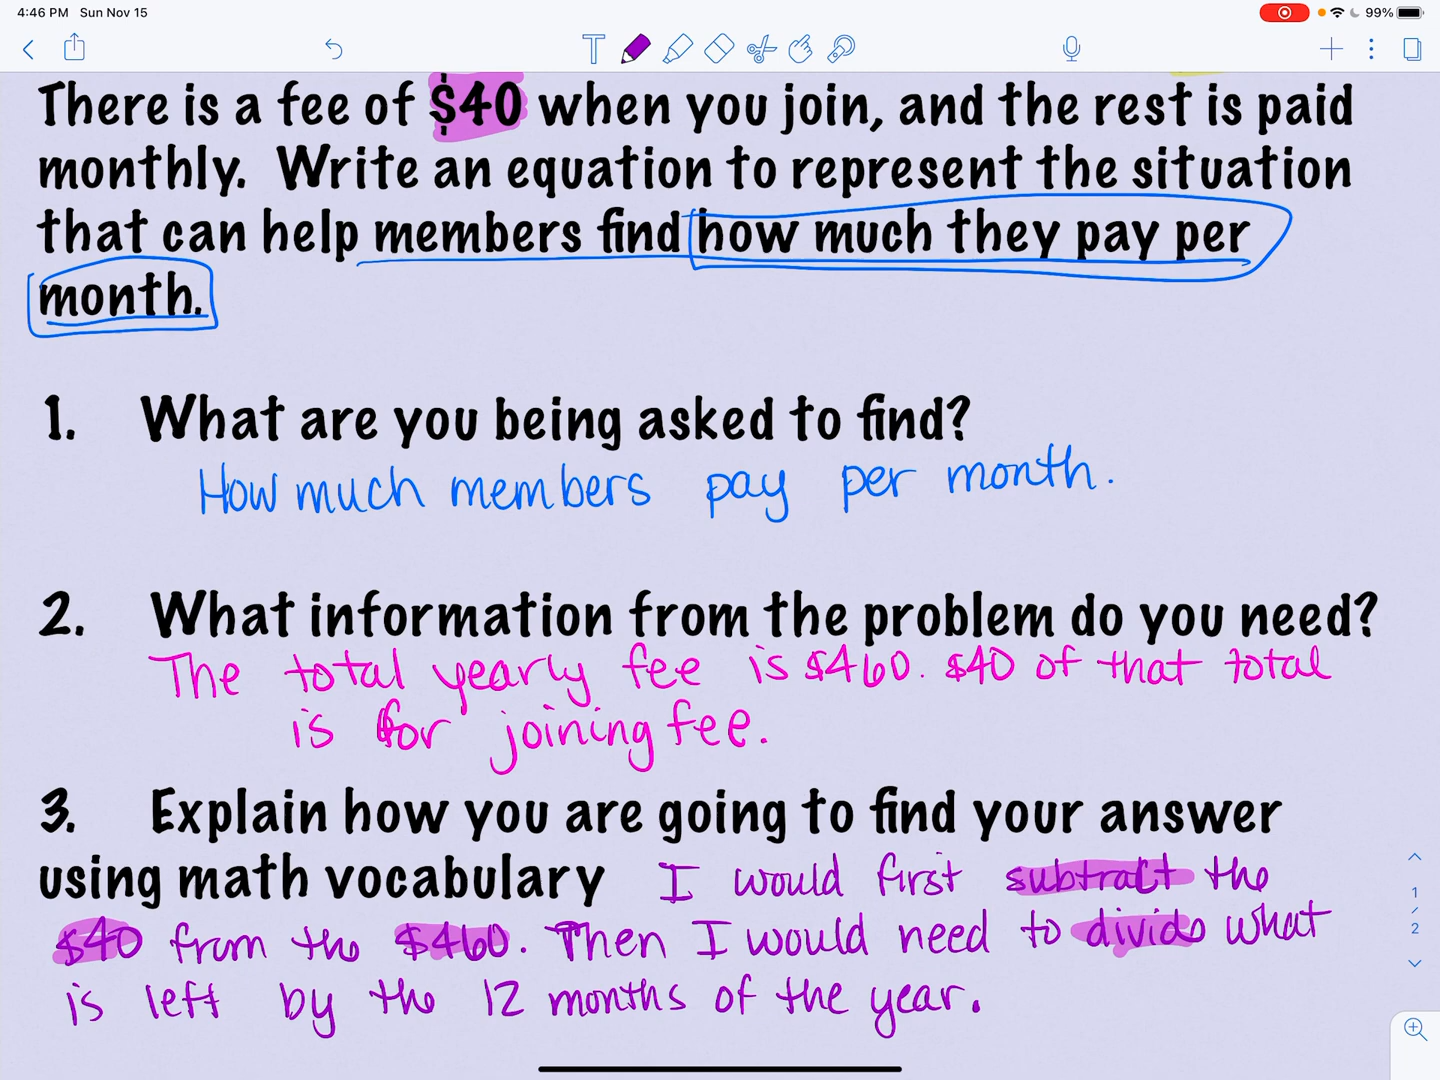 4:46 PM Sun Nov 15
99%
There is a fee of $40 when you join, and the rest is paid
monthly. Write an equation to represent the situation
that can help members find how much they pay per
month.
1. What are you being asked to find?
How much members pay per month.
2. What information from the problem do you need?
The total yearly fee is $460. $40 of that total
is for joining fee.
3. Explain how you are going to find your answer
using math vocabulary I would first subtract the
$40 from the $460. Then I would need to divide what
is left by the 12 months of the year.
1
/
2